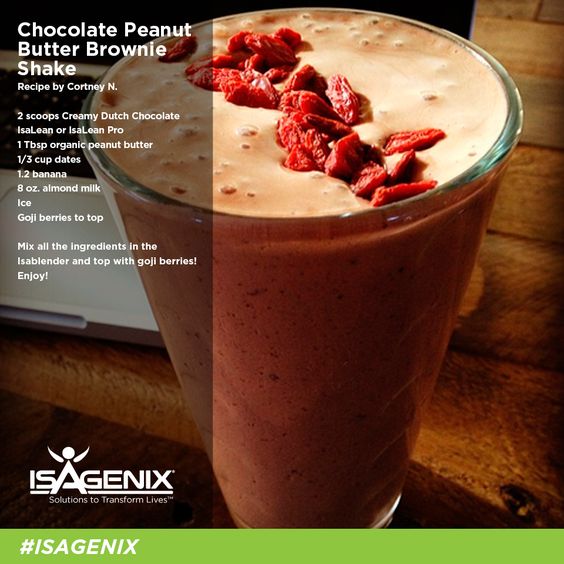 Chocolate Peanut
Butter Brownie
Shake
Recipe by Cortney N.
2 scoops Creamy Dutch Chocolate
IsaLean or IsaLean Pro
1 Tbsp organic peanut butter
1/3 cup dates
1.2 banana
8 oz. almond milk
Ice
Goji berries to top
Mix all the ingredients in the
Isablender and top with goji berries!
Enjoy!
ISAGENIX®
Solutions to Transform Lives™
#ISAGENIX